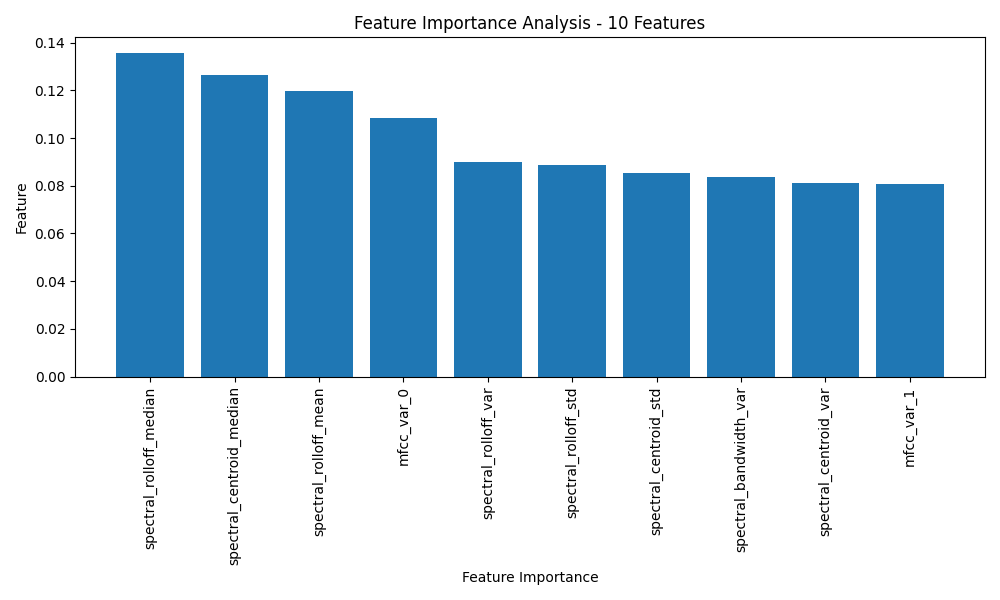 Feature Importance Analysis - 10 Features
Feature
0.14
0.12
0.10
0.08
0.06
0.04
0.02
0.00
spectral_rolloff_median
spectral_centroid_median
spectral_rolloff_mean
mfcc_var_0
spectral_rolloff_var
spectral_rolloff_std
spectral_centroid_std
spectral_bandwidth_var
spectral_centroid_var
mfcc_var_1
Feature Importance